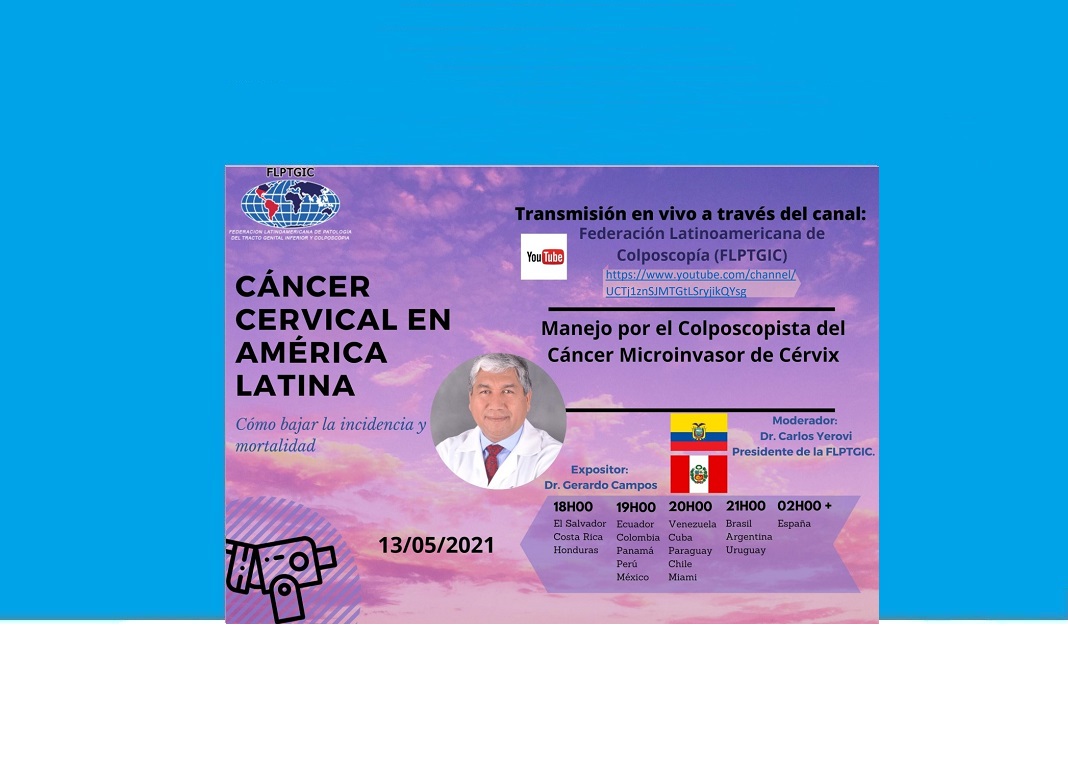 FLPTGIC
FEDERACION LATINOAMERICANA DE PATOLOGÍA
DEL TRACTO GENITAL INFERIOR Y COLPOSCOPIA
CÁNCER
CERVICAL EN
AMÉRICA
LATINA
Cómo bajar la incidencia y
mortalidad
13/05/2021
Transmisión en vivo a través del canal:
Federación Latinoamericana de
Colposcopía (FLPTGIC)
YouTube
https://www.youtube.com/channel/
UCTj1znSJMTGtLSryjikQYsg
Manejo por el Colposcopista del
Cáncer Microinvasor de Cérvix
Moderador:
Dr. Carlos Yerovi
Presidente de la FLPTGIC.
Expositor:
Dr. Gerardo Campos
18H00
El Salvador
Costa Rica
Honduras
19H00
Ecuador
Colombia
Panamá
Perú
México
20H00
Venezuela
Cuba
Paraguay
Chile
Miami
21H00
Brasil
Argentina
Uruguay
02H00 +
España